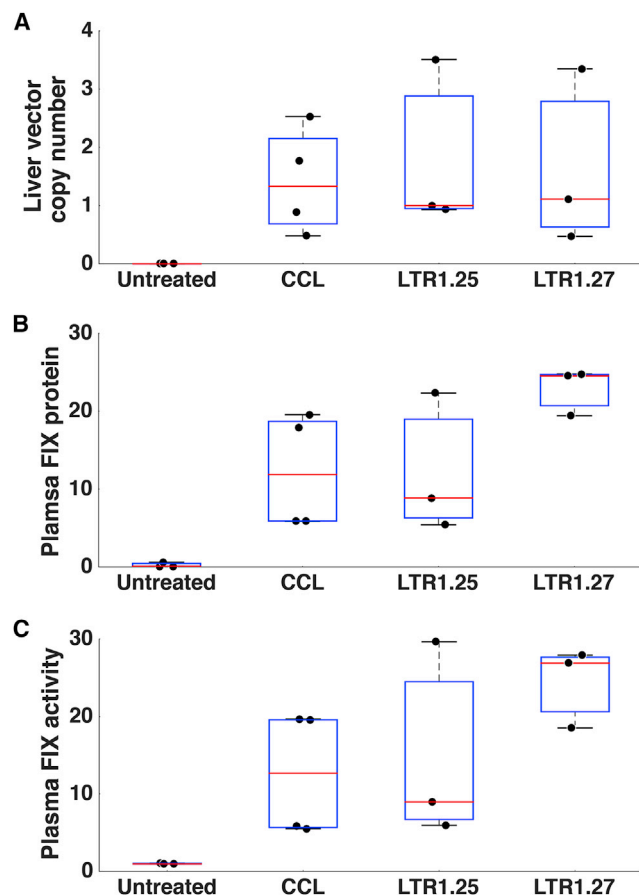 A
Liver vector
copy number
4
3
2
1
0
Untreated CCL LTR1.25 LTR1.27
B
Plamsa FIX protein
30
20
10
0
Untreated CCL LTR1.25 LTR1.27
C
Plasma FIX activity
30
20
10
0
Untreated CCL LTR1.25 LTR1.27